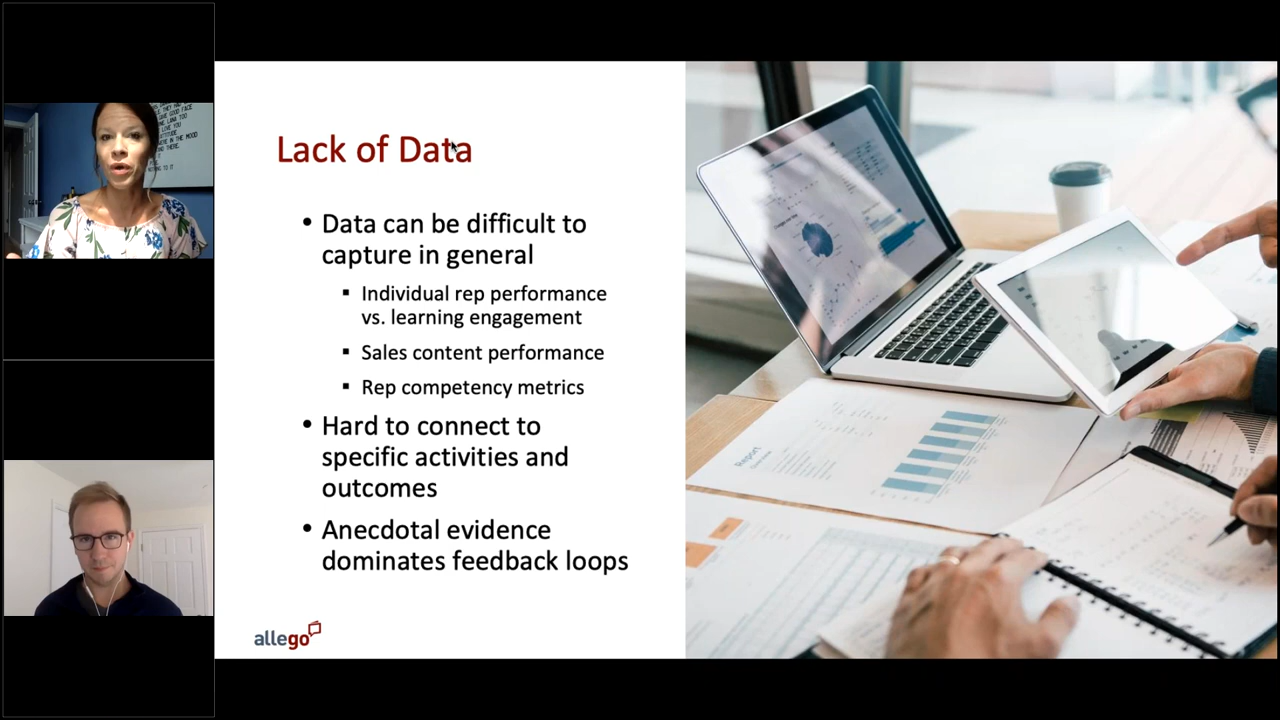 Lack of Data
• Data can be difficult to
capture in general
▪ Individual rep performance
vs. learning engagement
▪ Sales content performance
▪ Rep competency metrics
• Hard to connect to
specific activities and
outcomes
• Anecdotal evidence
dominates feedback loops
allego
Report